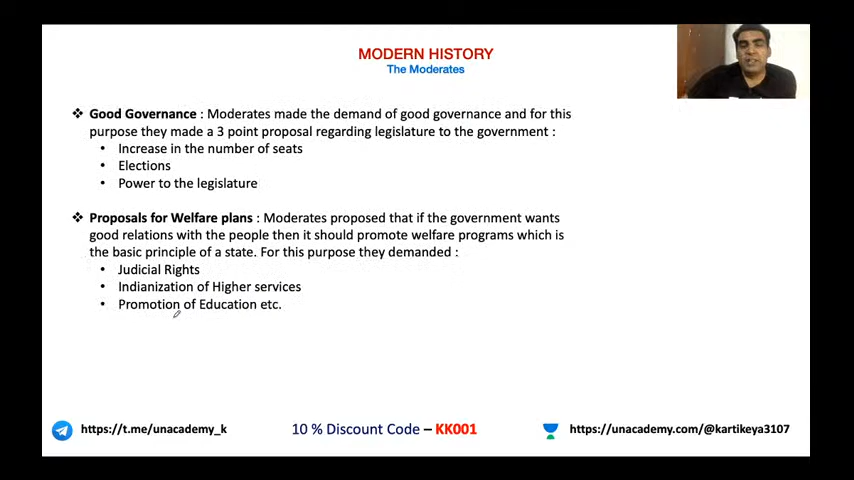 MODERN HISTORY
The Moderates
❖ Good Governance : Moderates made the demand of good governance and for this
purpose they made a 3 point proposal regarding legislature to the government :
• Increase in the number of seats
• Elections
• Power to the legislature
❖ Proposals for Welfare plans : Moderates proposed that if the government wants
good relations with the people then it should promote welfare programs which is
the basic principle of a state. For this purpose they demanded :
• Judicial Rights
• Indianization of Higher services
• Promotion of Education etc.
https://t.me/unacademy_k
10 % Discount Code – KK001
https://unacademy.com/@kartikeya3107